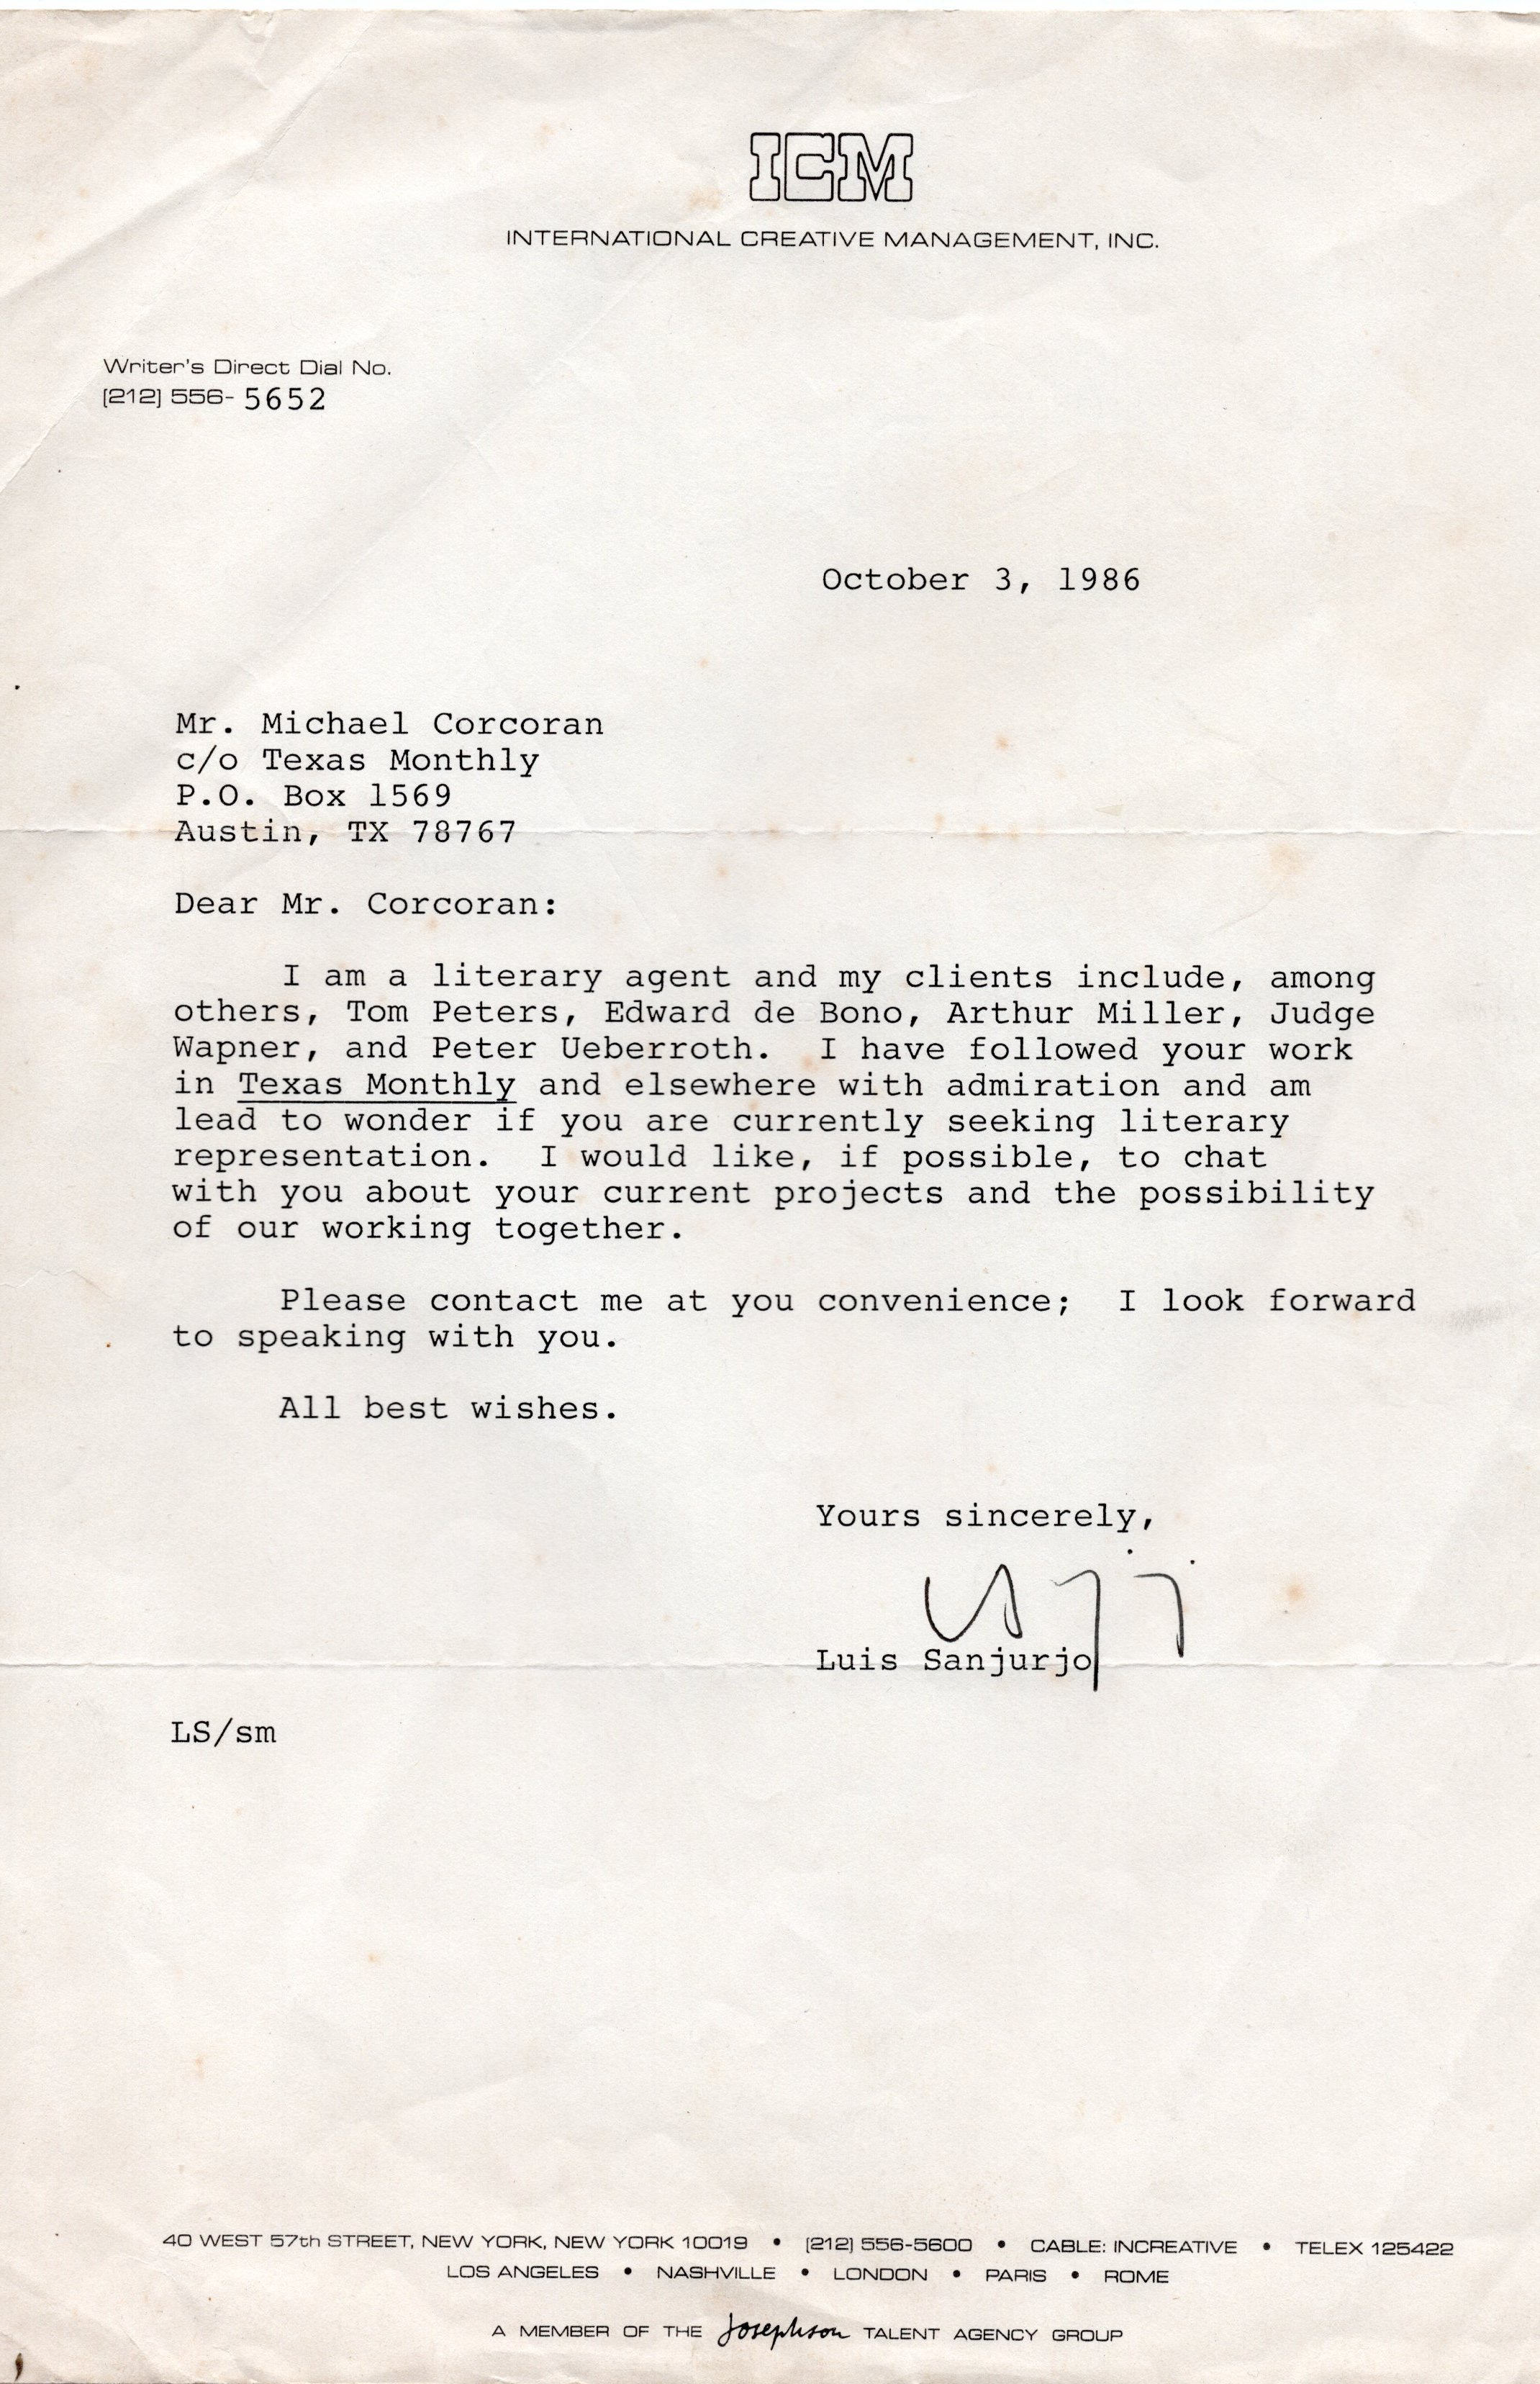 ICM
INTERNATIONAL CREATIVE MANAGEMENT, INC.
Writer's Direct Dial No.
(212) 556- 5652
October 3, 1986
Mr. Michael Corcoran
c/o Texas Monthly
P.O. Box 1569
Austin, TX 78767
Dear Mr. Corcoran:
I am a literary agent and my clients include, among
others, Tom Peters, Edward de Bono, Arthur Miller, Judge
Wapner, and Peter Ueberroth. I have followed your work
in Texas Monthly and elsewhere with admiration and am
lead to wonder if you are currently seeking literary
representation. I would like, if possible, to chat
with you about your current projects and the possibility
of our working together.
Please contact me at you convenience; I look forward
to speaking with you.
All best wishes.
Yours sincerely,
Luis Sanjurjo
LS/sm
40 WEST 57th STREET, NEW YORK, NEW YORK 10019 • (212) 556-5600 • CABLE: INCREATIVE • TELEX 125422
LOS ANGELES • NASHVILLE • LONDON • PARIS • ROME
A MEMBER OF THE Josephson TALENT AGENCY GROUP